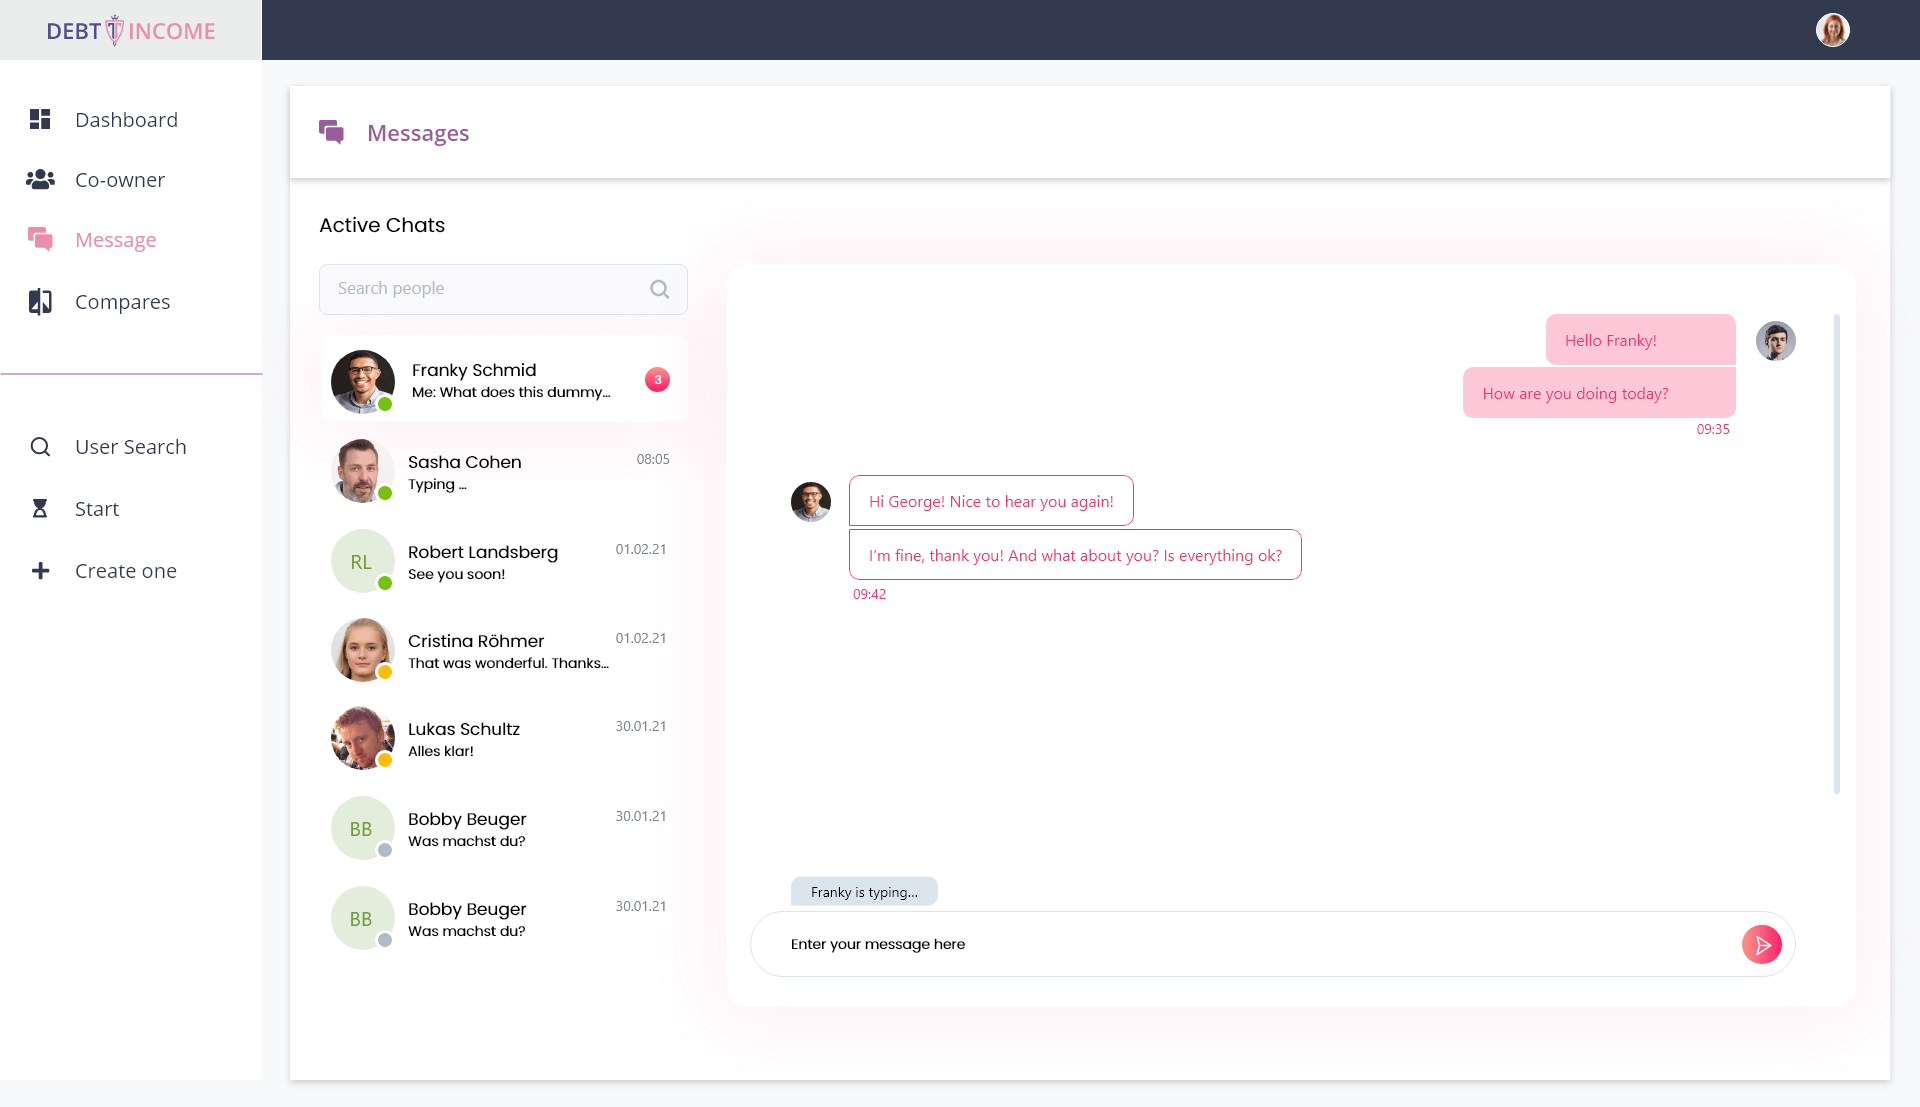 DEBT INCOME
Dashboard
Co-owner
Message
Compares
User Search
Start
Create one
Messages
Active Chats
Search people
Franky Schmid
Me: What does this dummy...
3
Sasha Cohen
08:05
Typing ...
RL
Robert Landsberg
01.02.21
See you soon!
Cristina Röhmer
01.02.21
That was wonderful. Thanks...
Lukas Schultz
30.01.21
Alles klar!
BB
Bobby Beuger
30.01.21
Was machst du?
BB
Bobby Beuger
30.01.21
Was machst du?
Hello Franky!
How are you doing today?
09:35
Hi George! Nice to hear you again!
I'm fine, thank you! And what about you? Is everything ok?
09:42
Franky is typing...
Enter your message here